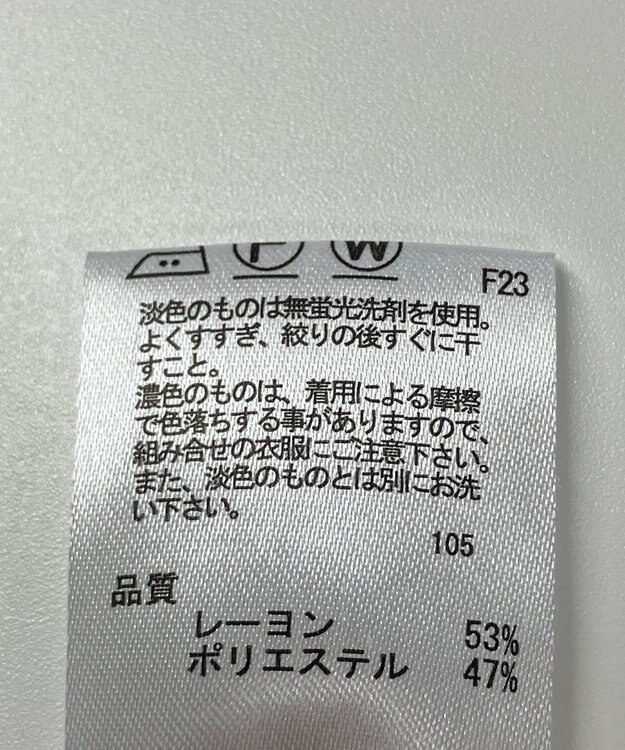 F W
F23
淡色のものは無蛍光洗剤を使用。
よくすすぎ、絞りの後すぐに干
すこと。
濃色のものは、着用による摩擦
で色落ちする事がありますので、
組み合せの衣服にご注意下さい。
また、淡色のものとは別にお洗
い下さい。
105
品質
レーヨン 53%
ポリエステル 47%